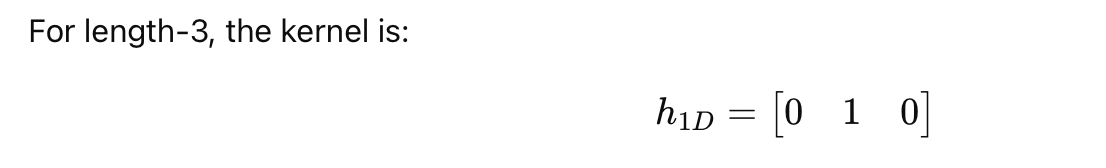 For length-3, the kernel is:
h1D = [0 1 0]